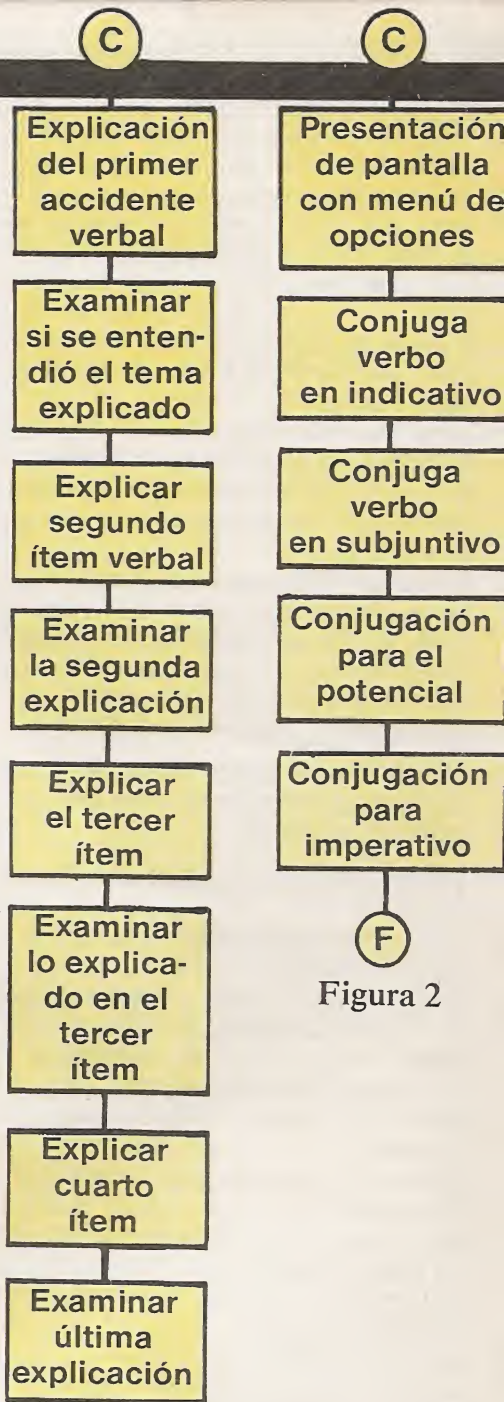 C
Explicación
del primer
accidente
verbal
Examinar
si se enten-
dió el tema
explicado
Explicar
segundo
ítem verbal
Examinar
la segunda
explicación
Explicar
el tercer
ítem
Examinar
lo explica-
do en el
tercer
ítem
Explicar
cuarto
ítem
Examinar
última
explicación
C
Presentación
de pantalla
con menú de
opciones
Conjuga
verbo
en indicativo
Conjuga
verbo
en subjuntivo
Conjugación
para el
potencial
Conjugación
para
imperativo
F
Figura 2